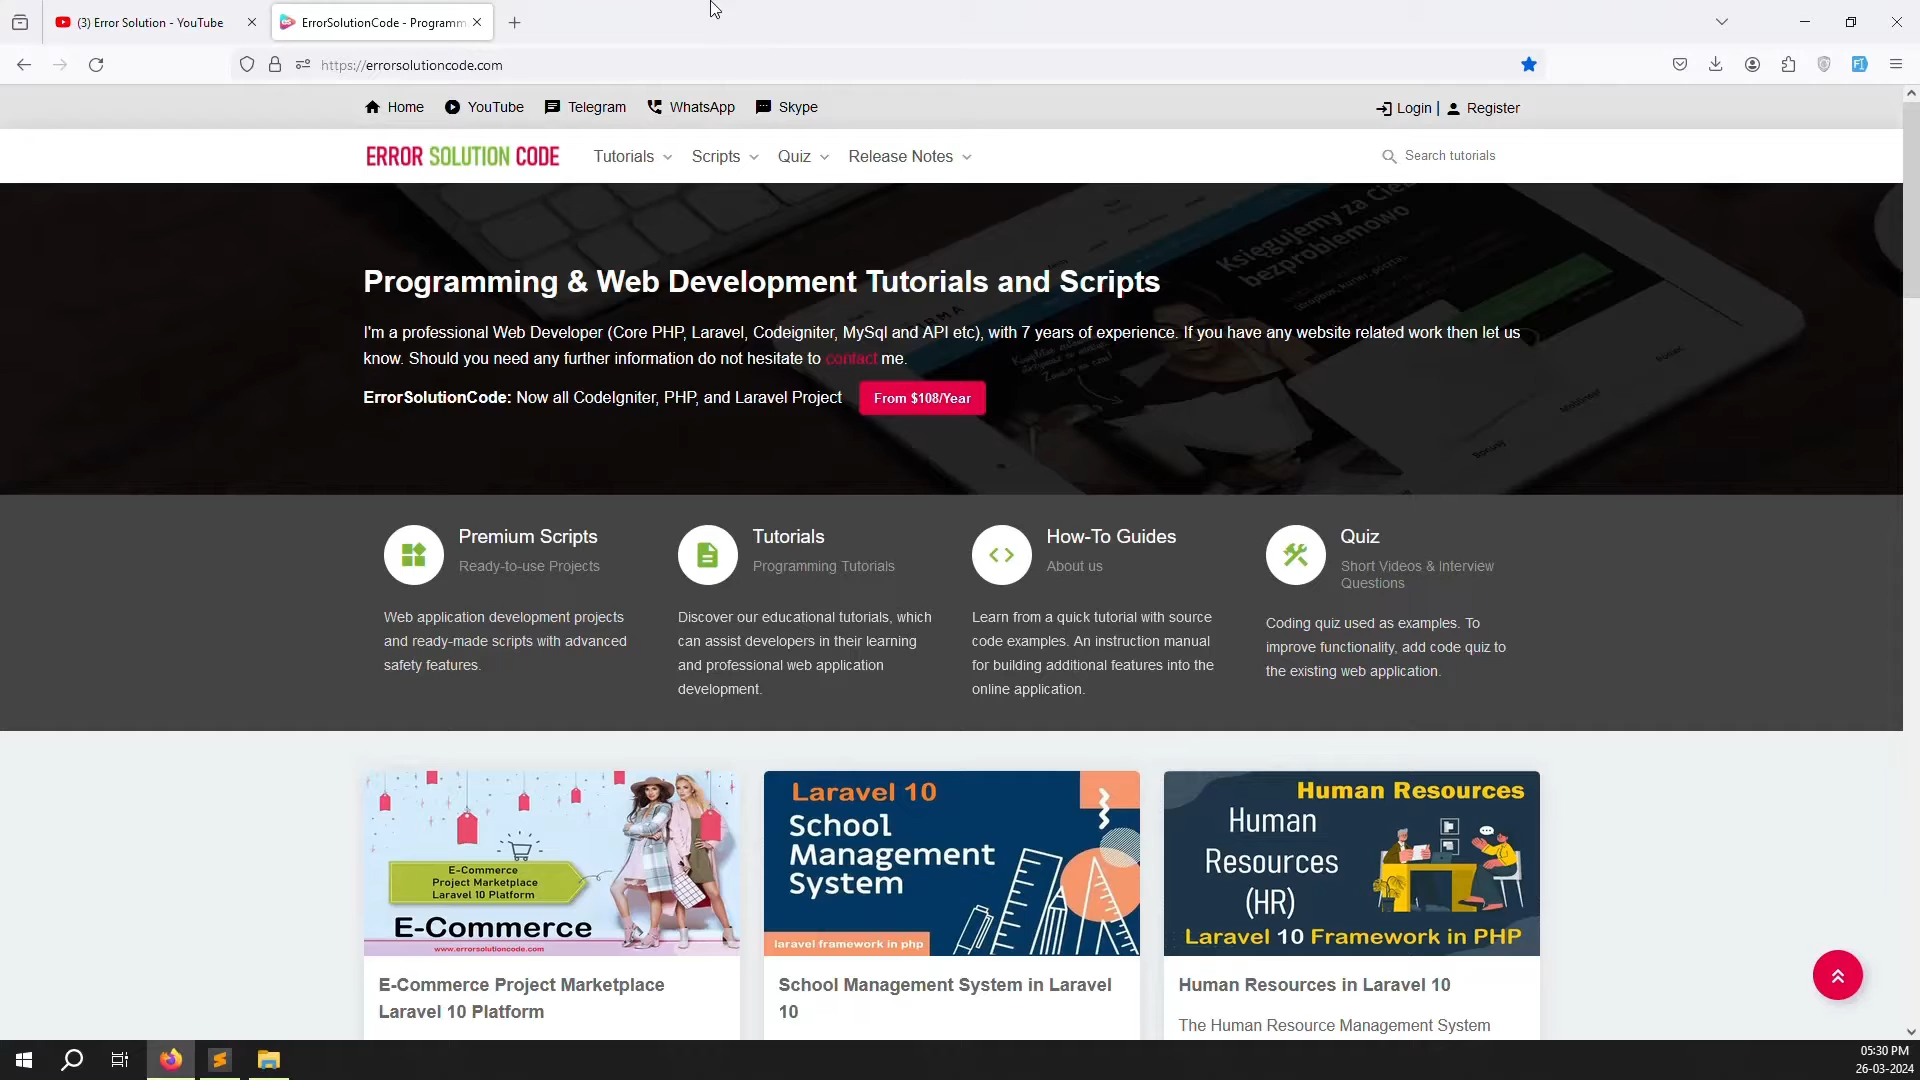 (3) Error Solution - YouTube
ErrorSolutionCode - Programm
https://errorsolutioncode.com
Home
YouTube
Telegram
WhatsApp
Skype
Login |
Register
ERROR SOLUTION CODE
Tutorials
Scripts
Quiz
Release Notes
Search tutorials
Księgujemy za Cie
bezproblemowo
Programming & Web Development Tutorials and Scripts
I'm a professional Web Developer (Core PHP, Laravel, Codeigniter, MySql and API etc), with 7 years of experience. If you have any website related work then let us
know. Should you need any further information do not hesitate to contact me.
ErrorSolutionCode: Now all CodeIgniter, PHP, and Laravel Project
From $108/Year
Premium Scripts
Ready-to-use Projects
Web application development projects
and ready-made scripts with advanced
safety features.
Tutorials
Programming Tutorials
Discover our educational tutorials, which
can assist developers in their learning
and professional web application
development.
How-To Guides
About us
Learn from a quick tutorial with source
code examples. An instruction manual
for building additional features into the
online application.
Quiz
Short Videos & Interview
Questions
Coding quiz used as examples. To
improve functionality, add code quiz to
the existing web application.
E-Commerce
Project Marketplace
Laravel 10 Platform
E-Commerce
www.errorsolutioncode.com
E-Commerce Project Marketplace
Laravel 10 Platform
Laravel 10
School
Management
System
laravel framework in php
School Management System in Laravel
10
Human Resources
Human
Resources
(HR)
Laravel 10 Framework in PHP
Human Resources in Laravel 10
The Human Resource Management System
05:30 PM
26-03-2024